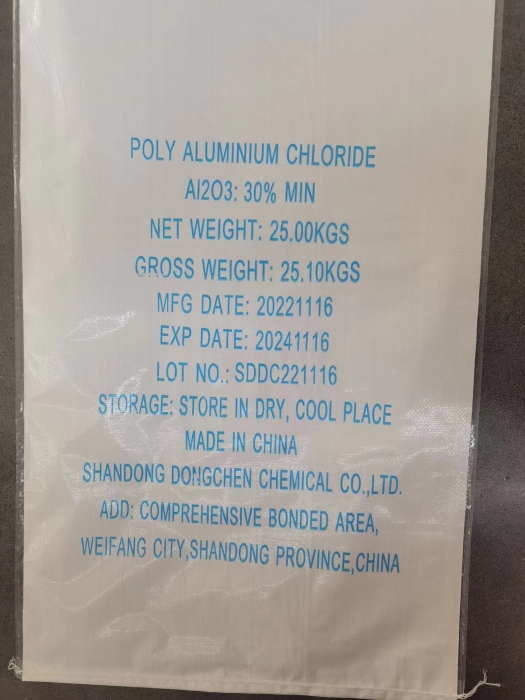 POLY ALUMINIUM CHLORIDE
Al2O3: 30% MIN
NET WEIGHT: 25.00KGS
GROSS WEIGHT: 25.10KGS
MFG DATE: 20221116
EXP DATE: 20241116
LOT NO.: SDDC221116
STORAGE: STORE IN DRY, COOL PLACE
MADE IN CHINA
SHANDONG DONGCHEN CHEMICAL CO.,LTD.
ADD: COMPREHENSIVE BONDED AREA,
WEIFANG CITY,SHANDONG PROVINCE,CHINA